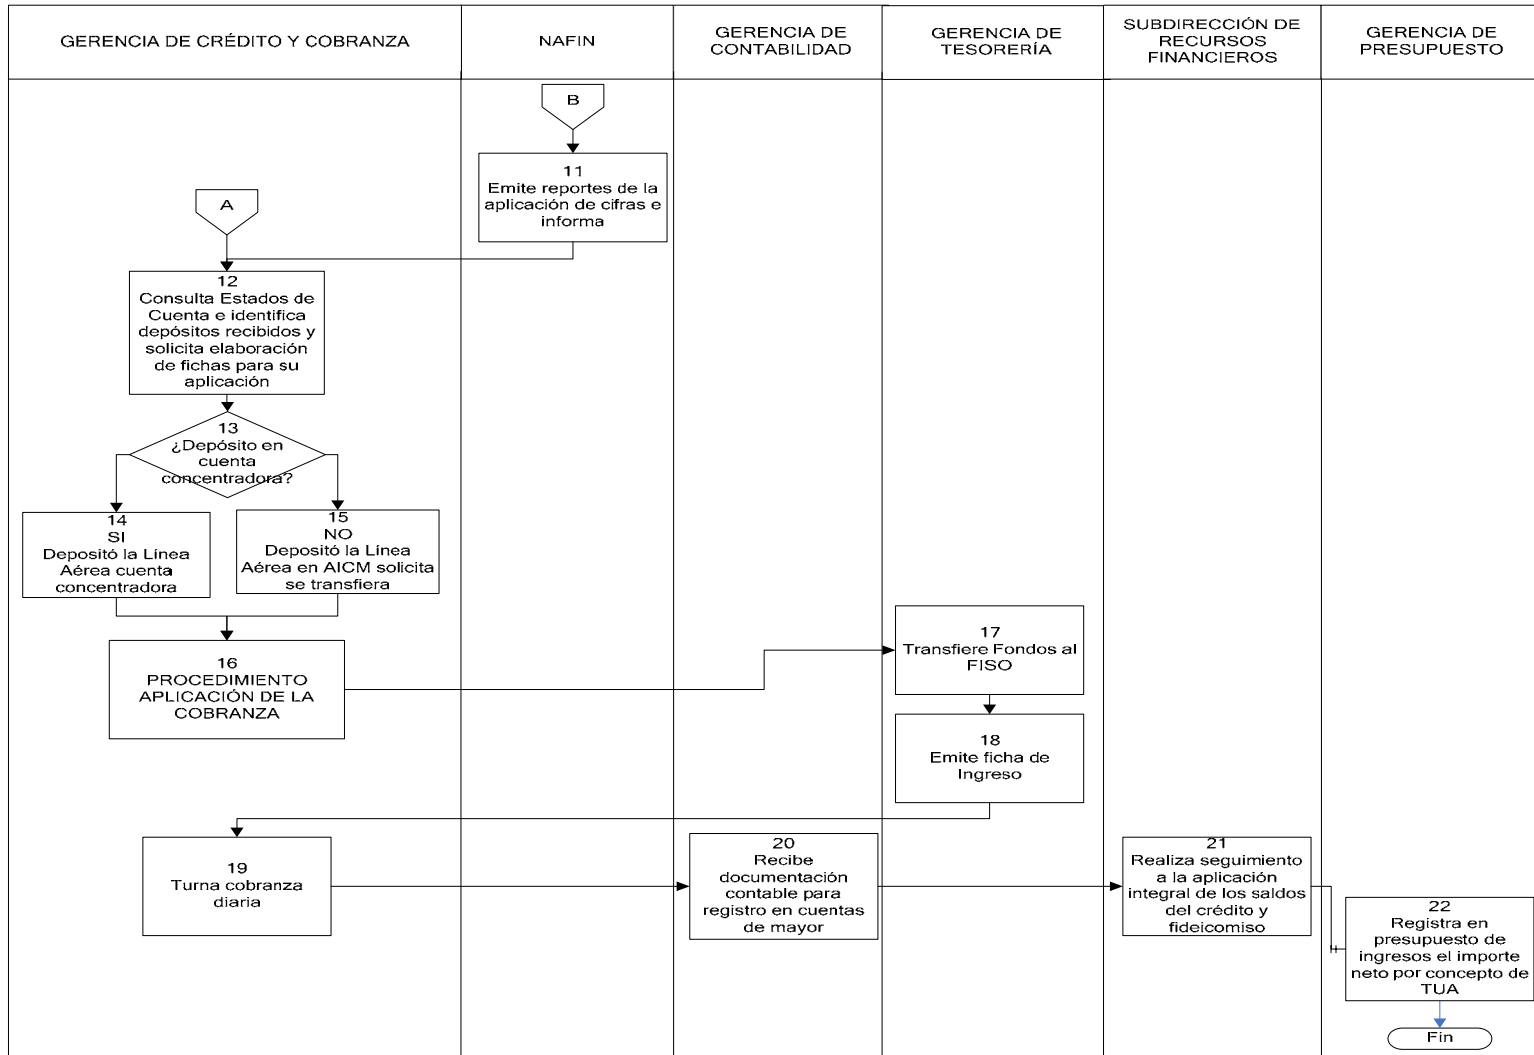 GERENCIA DE CRÉDITO Y COBRANZA
NAFIN
GERENCIA DE
CONTABILIDAD
GERENCIA DE
TESORERÍA
SUBDIRECCIÓN DE
RECURSOS
FINANCIEROS
GERENCIA DE
PRESUPUESTO
B
11
Emite reportes de la
aplicación de cifras e
informa
A
12
Consulta Estados de
Cuenta e identifica
depósitos recibidos y
solicita elaboración
de fichas para su
aplicación
13
¿Depósito en
cuenta
concentradora?
14
SI
Depositó la Línea
Aérea cuenta
concentradora
15
NO
Depositó la Línea
Aérea en AICM solicita
se transfiera
16
PROCEDIMIENTO
APLICACIÓN DE LA
COBRANZA
17
Transfiere Fondos al
FISO
18
Emite ficha de
Ingreso
19
Turna cobranza
diaria
20
Recibe
documentación
contable para
registro en cuentas
de mayor
21
Realiza seguimiento
a la aplicación
integral de los saldos
del crédito y
fideicomiso
22
Registra en
presupuesto de
ingresos el importe
neto por concepto de
TUA
Fin